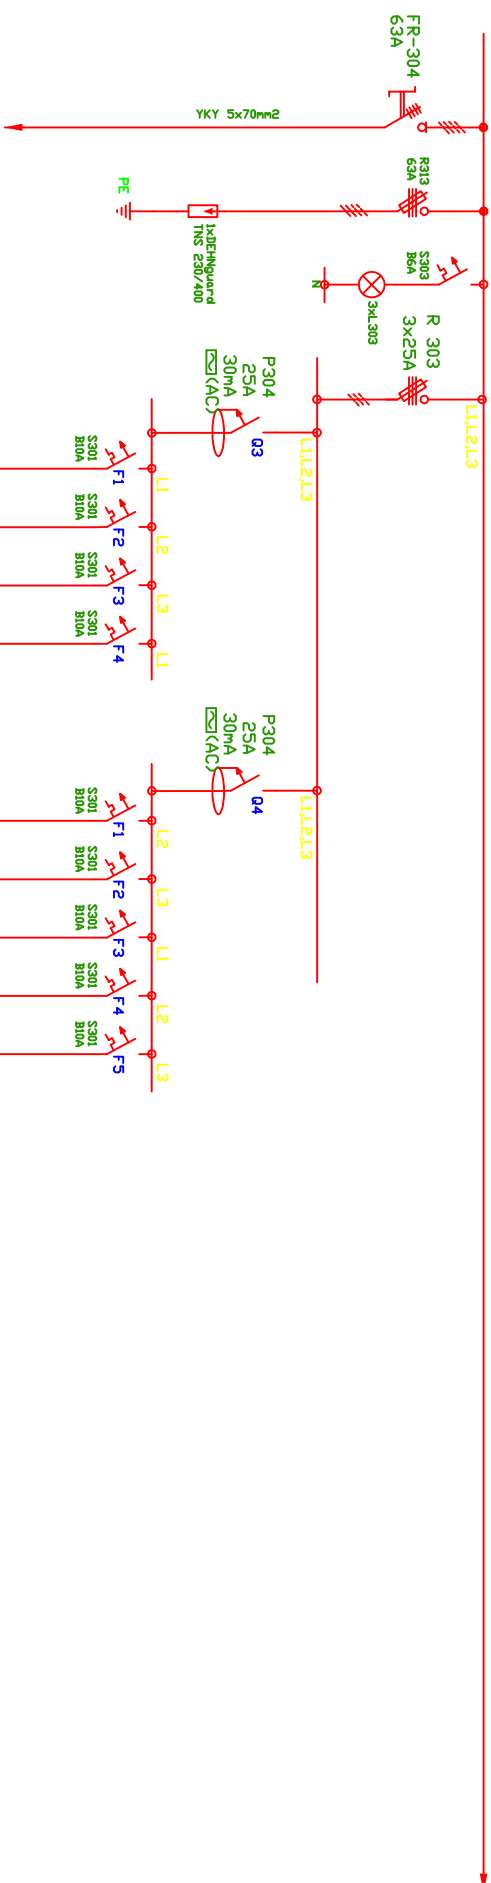 FR-304
63A
YKY 5x70mm2
R313
63A
PE
1xDEHNguard
TNS 230/400
S303
B6A
3xL303
N
R 303
3x25A
L1,L2,L3
L1,L2,L3
P304
25A
30mA
(AC)
Q3
L1
S301
B10A
F1
L2
S301
B10A
F2
L3
S301
B10A
F3
L1
S301
B10A
F4
L1,L2,L3
P304
25A
30mA
(AC)
Q4
L2
S301
B10A
F1
L3
S301
B10A
F2
L1
S301
B10A
F3
L2
S301
B10A
F4
L3
S301
B10A
F5